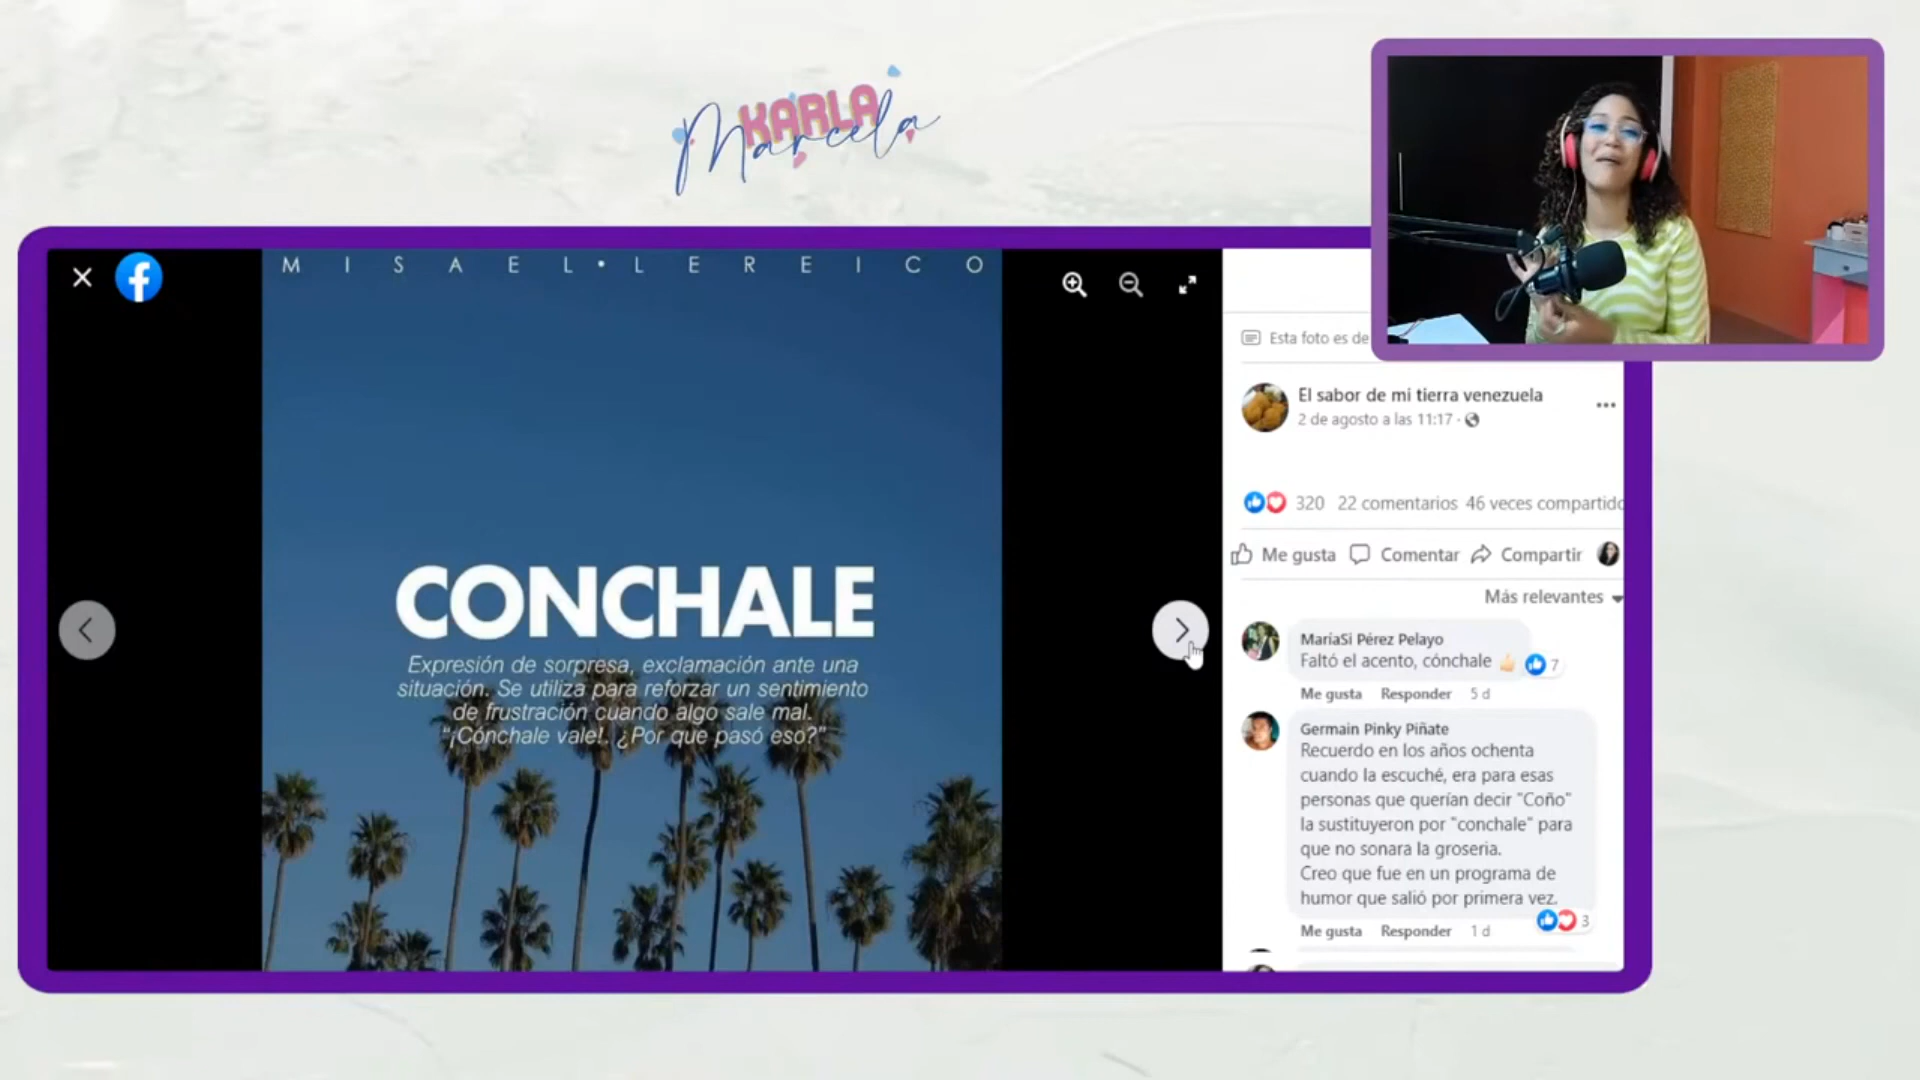 KARLA
Marcela
MISAEL•LEREICO
CONCHALE
Expresión de sorpresa, exclamación ante una
situación. Se utiliza para reforzar un sentimiento
de frustración cuando algo sale mal.
“¡Cónchale vale!. ¿Por que pasó eso?”
Esta foto es de
El sabor de mi tierra venezuela
2 de agosto a las 11:17 ·
320 22 comentarios 46 veces compartido
Me gusta Comentar Compartir
Más relevantes
MaríaSi Pérez Pelayo
Faltó el acento, cónchale
7
Me gusta Responder 5 d
Germain Pinky Piñate
Recuerdo en los años ochenta
cuando la escuché, era para esas
personas que querían decir "Coño"
la sustituyeron por "conchale" para
que no sonara la groseria.
Creo que fue en un programa de
humor que salió por primera vez.
3
Me gusta Responder 1 d